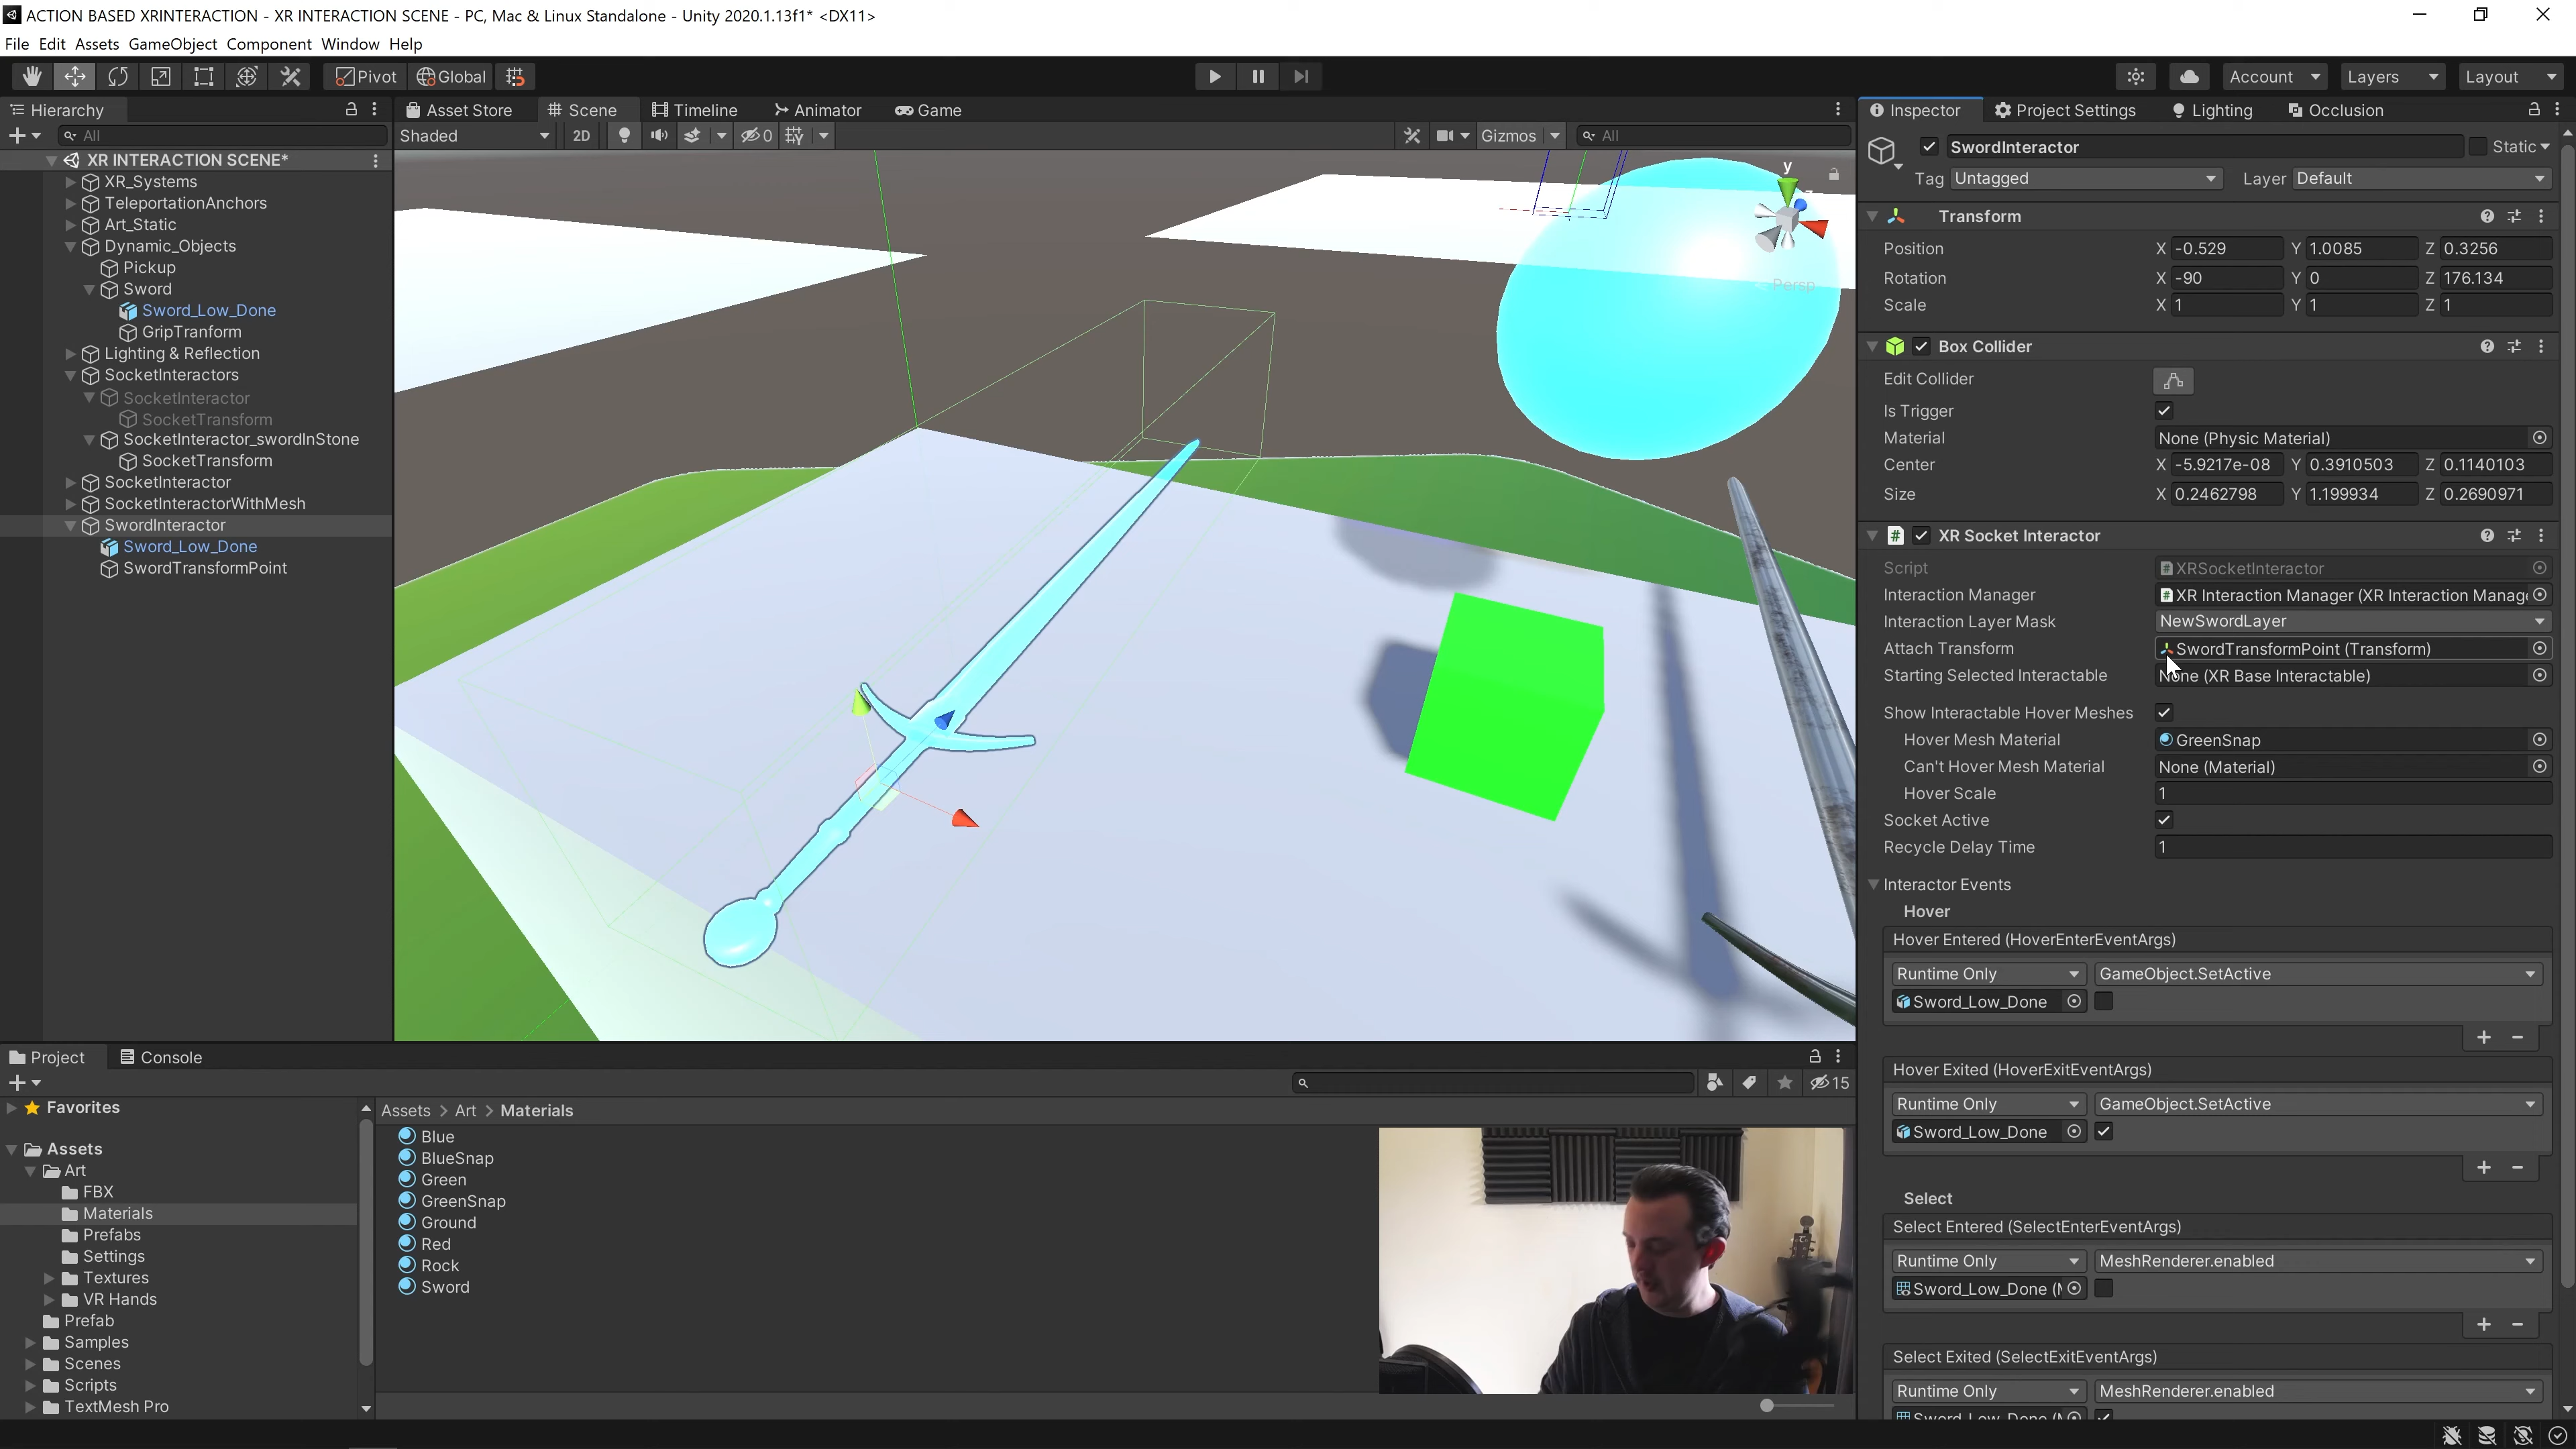 ACTION BASED XRINTERACTION - XR INTERACTION SCENE - PC, Mac & Linux Standalone - Unity 2020.1.13f1* <DX11>
File Edit Assets GameObject Component Window Help
Pivot Global Account Layers Layout
Hierarchy
All
XR INTERACTION SCENE*
XR_Systems
TeleportationAnchors
Art_Static
Dynamic_Objects
Pickup
Sword
Sword_Low_Done
GripTranform
Lighting & Reflection
SocketInteractors
SocketInteractor
SocketTransform
SocketInteractor_swordInStone
SocketTransform
SocketInteractor
SocketInteractorWithMesh
SwordInteractor
Sword_Low_Done
SwordTransformPoint
Asset Store Scene Timeline Animator Game
Shaded 2D 0 Gizmos All
y
Persp
Inspector Project Settings Lighting Occlusion
SwordInteractor Static
Tag Untagged Layer Default
Transform
Position X -0.529 Y 1.0085 Z 0.3256
Rotation X -90 Y 0 Z 176.134
Scale X 1 Y 1 Z 1
Box Collider
Edit Collider
Is Trigger
Material None (Physic Material)
Center X -5.9217e-08 Y 0.3910503 Z 0.1140103
Size X 0.2462798 Y 1.199934 Z 0.2690971
XR Socket Interactor
Script XRSocketInteractor
Interaction Manager XR Interaction Manager (XR Interaction Manag
Interaction Layer Mask NewSwordLayer
Attach Transform SwordTransformPoint (Transform)
Starting Selected Interactable None (XR Base Interactable)
Show Interactable Hover Meshes
Hover Mesh Material GreenSnap
Can't Hover Mesh Material None (Material)
Hover Scale 1
Socket Active
Recycle Delay Time 1
Interactor Events
Hover
Hover Entered (HoverEnterEventArgs)
Runtime Only GameObject.SetActive
Sword_Low_Done
Hover Exited (HoverExitEventArgs)
Runtime Only GameObject.SetActive
Sword_Low_Done
Select
Select Entered (SelectEnterEventArgs)
Runtime Only MeshRenderer.enabled
Sword_Low_Done (
Select Exited (SelectExitEventArgs)
Runtime Only MeshRenderer.enabled
Sword_Low_Done (
Project Console
15
Favorites
Assets
Art
FBX
Materials
Prefabs
Settings
Textures
VR Hands
Prefab
Samples
Scenes
Scripts
TextMesh Pro
Assets > Art > Materials
Blue
BlueSnap
Green
GreenSnap
Ground
Red
Rock
Sword